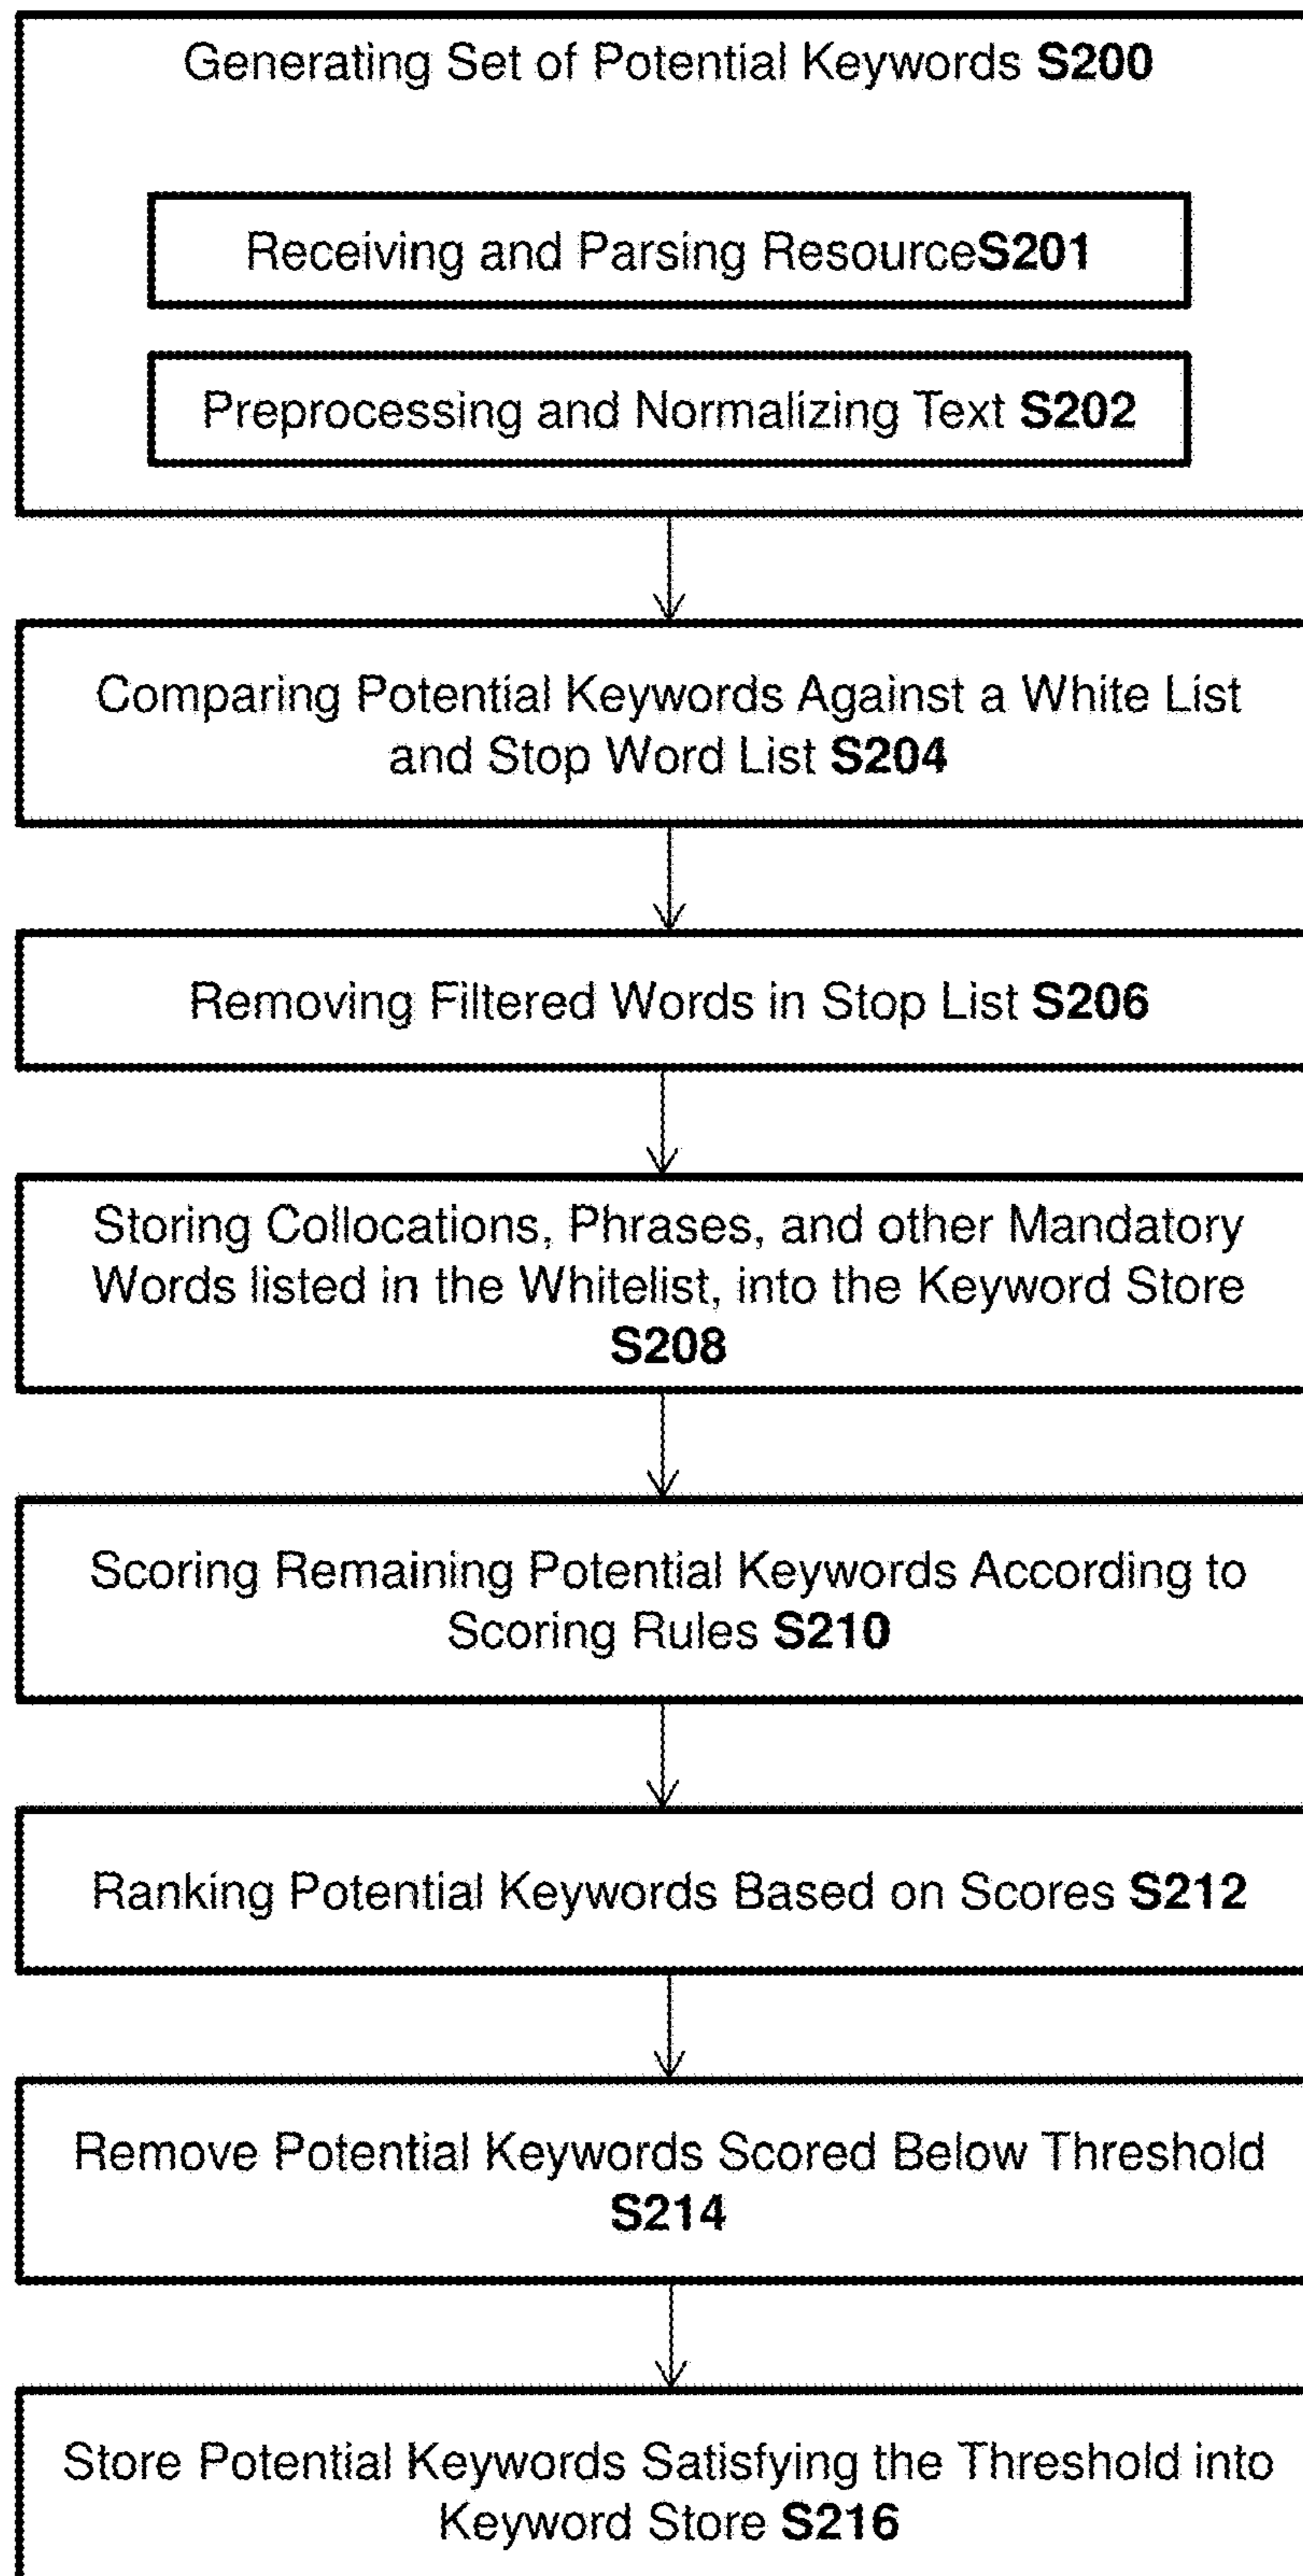 Generating Set of Potential Keywords S200
Receiving and Parsing ResourceS201
Preprocessing and Normalizing Text S202
Comparing Potential Keywords Against a White List
and Stop Word List S204
Removing Filtered Words in Stop List S206
Storing Collocations, Phrases, and other Mandatory
Words listed in the Whitelist, into the Keyword Store
S208
Scoring Remaining Potential Keywords According to
Scoring Rules S210
Ranking Potential Keywords Based on Scores S212
Remove Potential Keywords Scored Below Threshold
S214
Store Potential Keywords Satisfying the Threshold into
Keyword Store S216